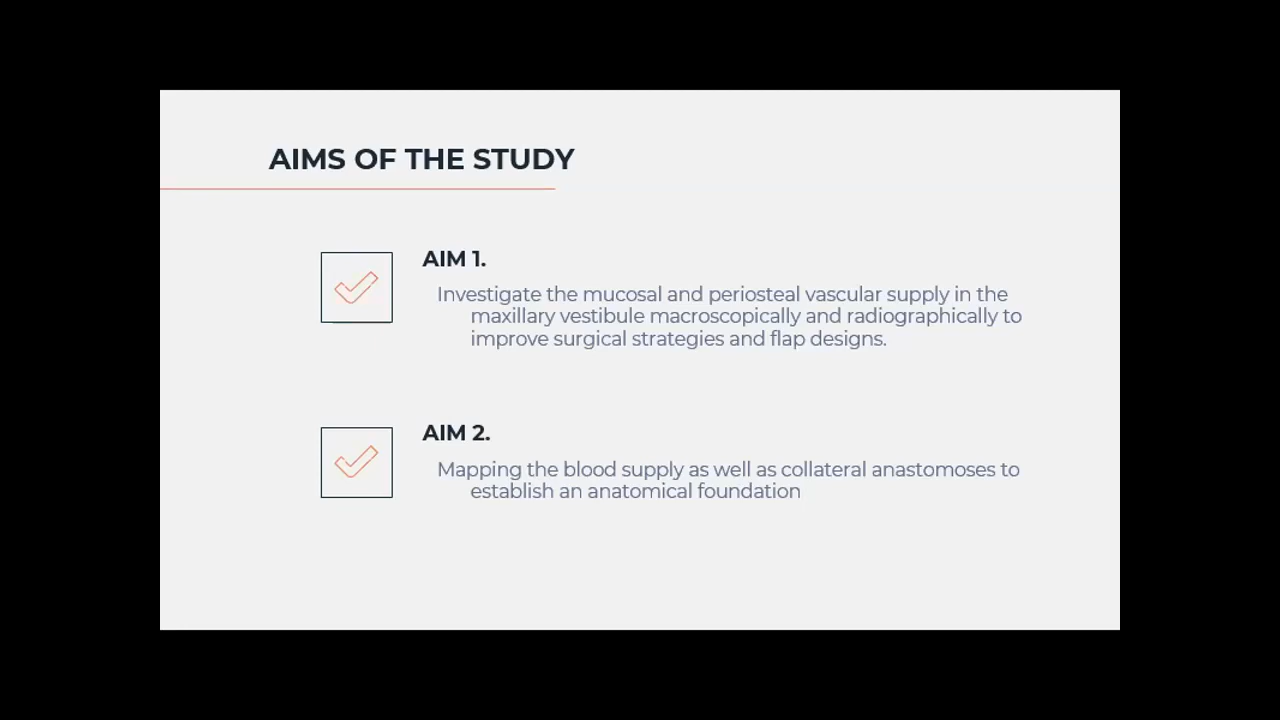 AIMS OF THE STUDY
AIM 1.
Investigate the mucosal and periosteal vascular supply in the
maxillary vestibule macroscopically and radiographically to
improve surgical strategies and flap designs.
AIM 2.
Mapping the blood supply as well as collateral anastomoses to
establish an anatomical foundation